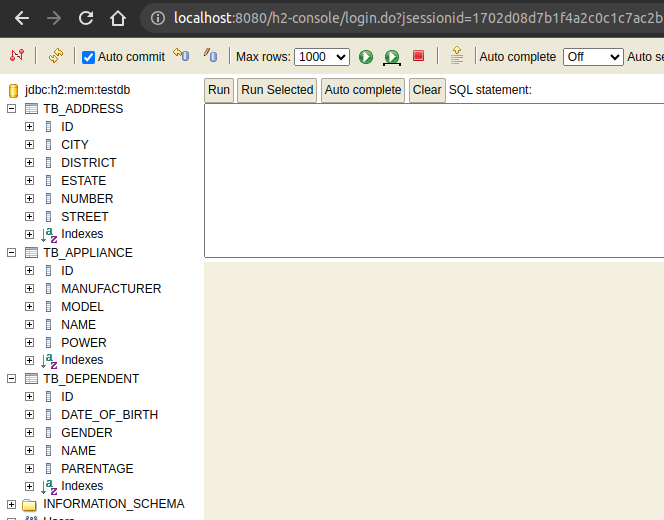 localhost:8080/h2-console/login.do?jsessionid=1702d08d7b1f4a2c0c1c7ac2b
Auto commit Max rows: 1000 Auto complete Off Auto se
jdbc:h2:mem:testdb Run Run Selected Auto complete Clear SQL statement:
TB_ADDRESS
ID
CITY
DISTRICT
ESTATE
NUMBER
STREET
Indexes
TB_APPLIANCE
ID
MANUFACTURER
MODEL
NAME
POWER
Indexes
TB_DEPENDENT
ID
DATE_OF_BIRTH
GENDER
NAME
PARENTAGE
Indexes
INFORMATION_SCHEMA
Users